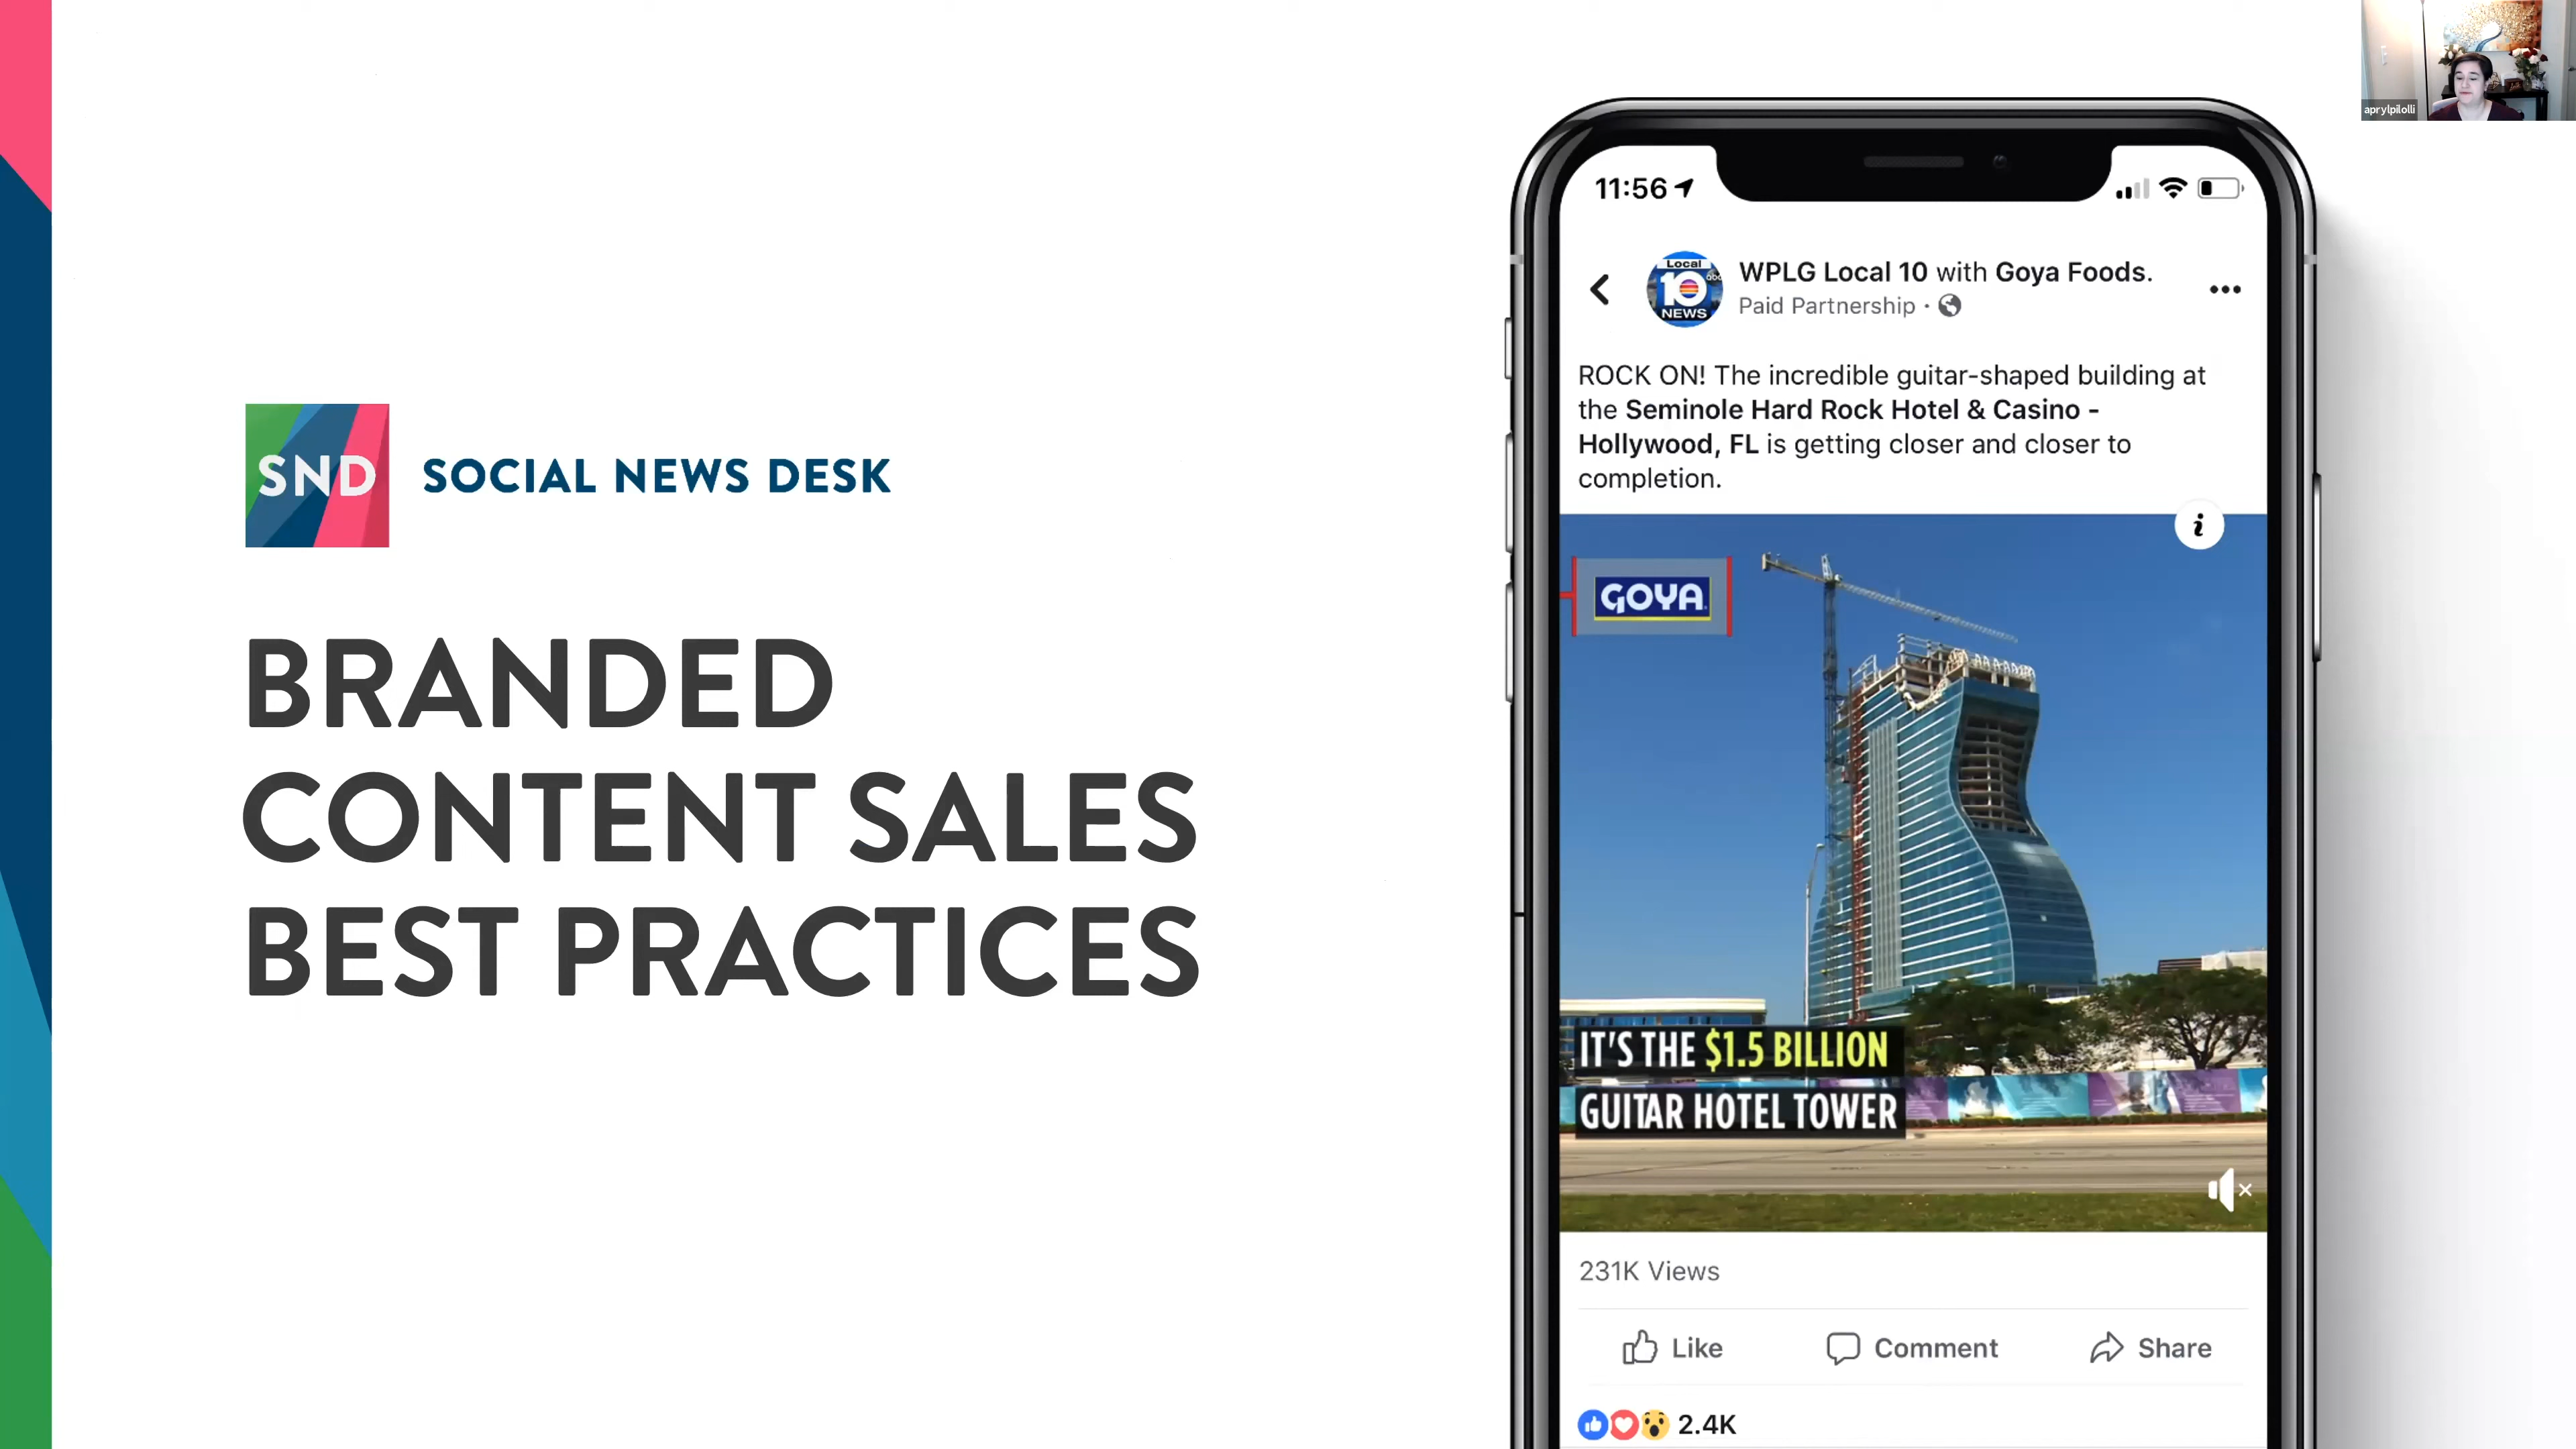 SND SOCIAL NEWS DESK
BRANDED
CONTENT SALES
BEST PRACTICES
aprylpilolli
11:56
Local
10
abc
NEWS
WPLG Local 10 with Goya Foods.
Paid Partnership ·
ROCK ON! The incredible guitar-shaped building at
the Seminole Hard Rock Hotel & Casino -
Hollywood, FL is getting closer and closer to
completion.
GOYA
IT'S THE $1.5 BILLION
GUITAR HOTEL TOWER
231K Views
Like Comment Share
2.4K